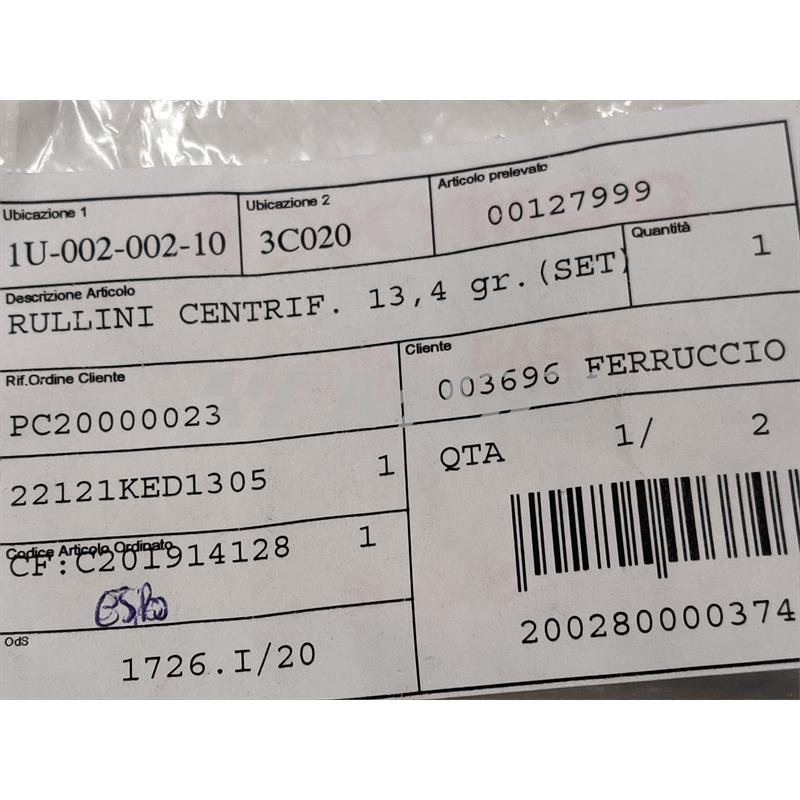 Ubicazione 1
1U-002-002-10
Ubicazione 2
3C020
Articolo prelevato
00127999
Descrizione Articolo
RULLINI CENTRIF. 13,4 gr.(SET)
Quantità
1
Rif.Ordine Cliente
PC20000023
Cliente
003696 FERRUCCIO
22121KED1305 1
QTA 1/ 2
Codice Articolo Ordinato
CF:C201914128 1
200280000374
OdS
1726.I/20